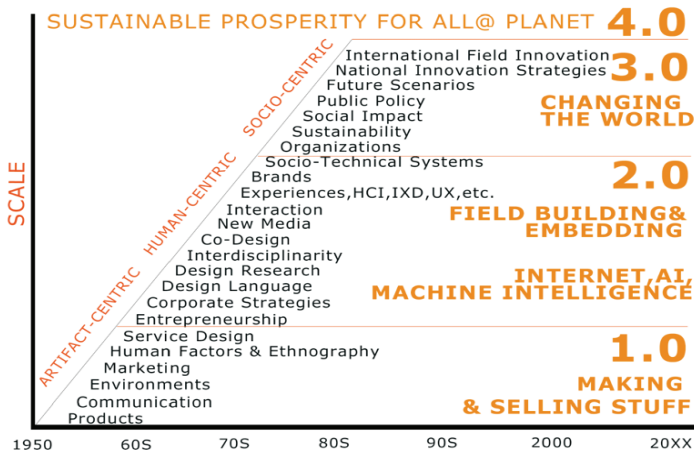 SUSTAINABLE PROSPERITY FOR ALL@ PLANET 4.0
International Field Innovation
National Innovation Strategies 3.0
Future Scenarios
Public Policy
CHANGING
THE WORLD
Social Impact
Sustainability
Organizations
SOCIO-CENTRIC
Socio-Technical Systems
2.0
Brands
Experiences,HCI,IXD,UX,etc.
Interaction
FIELD BUILDING&
EMBEDDING
New Media
Co-Design
Interdisciplinarity
HUMAN-CENTRIC
Design Research
INTERNET,AI,
MACHINE INTELLIGENCE
Design Language
Corporate Strategies
Entrepreneurship
Service Design
1.0
Human Factors & Ethnography
Marketing
MAKING
& SELLING STUFF
Environments
Communication
Products
ARTIFACT-CENTRIC
SCALE
1950 60S 70S 80S 90S 2000 20XX